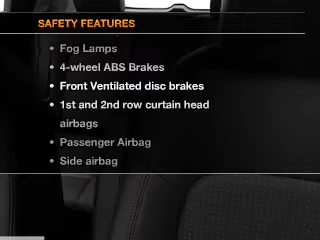 SAFETY FEATURES
• Fog Lamps
• 4-wheel ABS Brakes
• Front Ventilated disc brakes
• 1st and 2nd row curtain head
airbags
• Passenger Airbag
• Side airbag